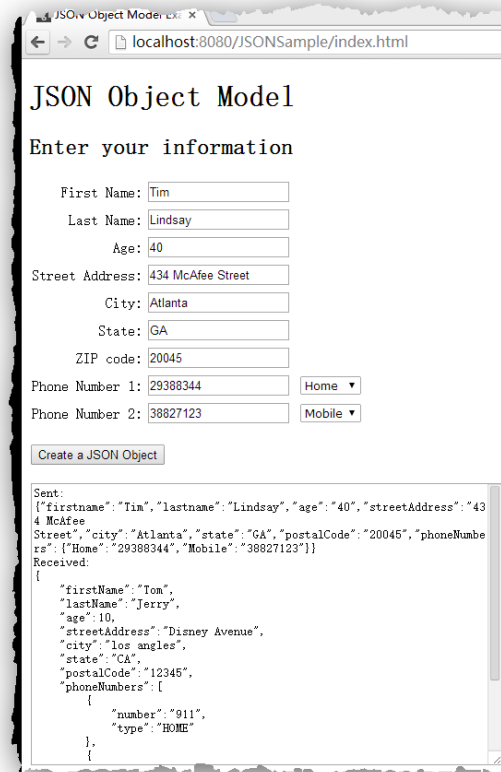 JSON Object Model Exa
localhost:8080/JSONSample/index.html
JSON Object Model
Enter your information
First Name: Tim
Last Name: Lindsay
Age: 40
Street Address: 434 McAfee Street
City: Atlanta
State: GA
ZIP code: 20045
Phone Number 1: 29388344 Home
Phone Number 2: 38827123 Mobile
Create a JSON Object
Sent:
{"firstname":"Tim","lastname":"Lindsay","age":"40","streetAddress":"43
4 McAfee
Street","city":"Atlanta","state":"GA","postalCode":"20045","phoneNumbe
rs":{"Home":"29388344","Mobile":"38827123"}}
Received:
{
"firstName":"Tom",
"lastName":"Jerry",
"age":10,
"streetAddress":"Disney Avenue",
"city":"los angles",
"state":"CA",
"postalCode":"12345",
"phoneNumbers":[
{
"number":"911",
"type":"HOME"
},
{